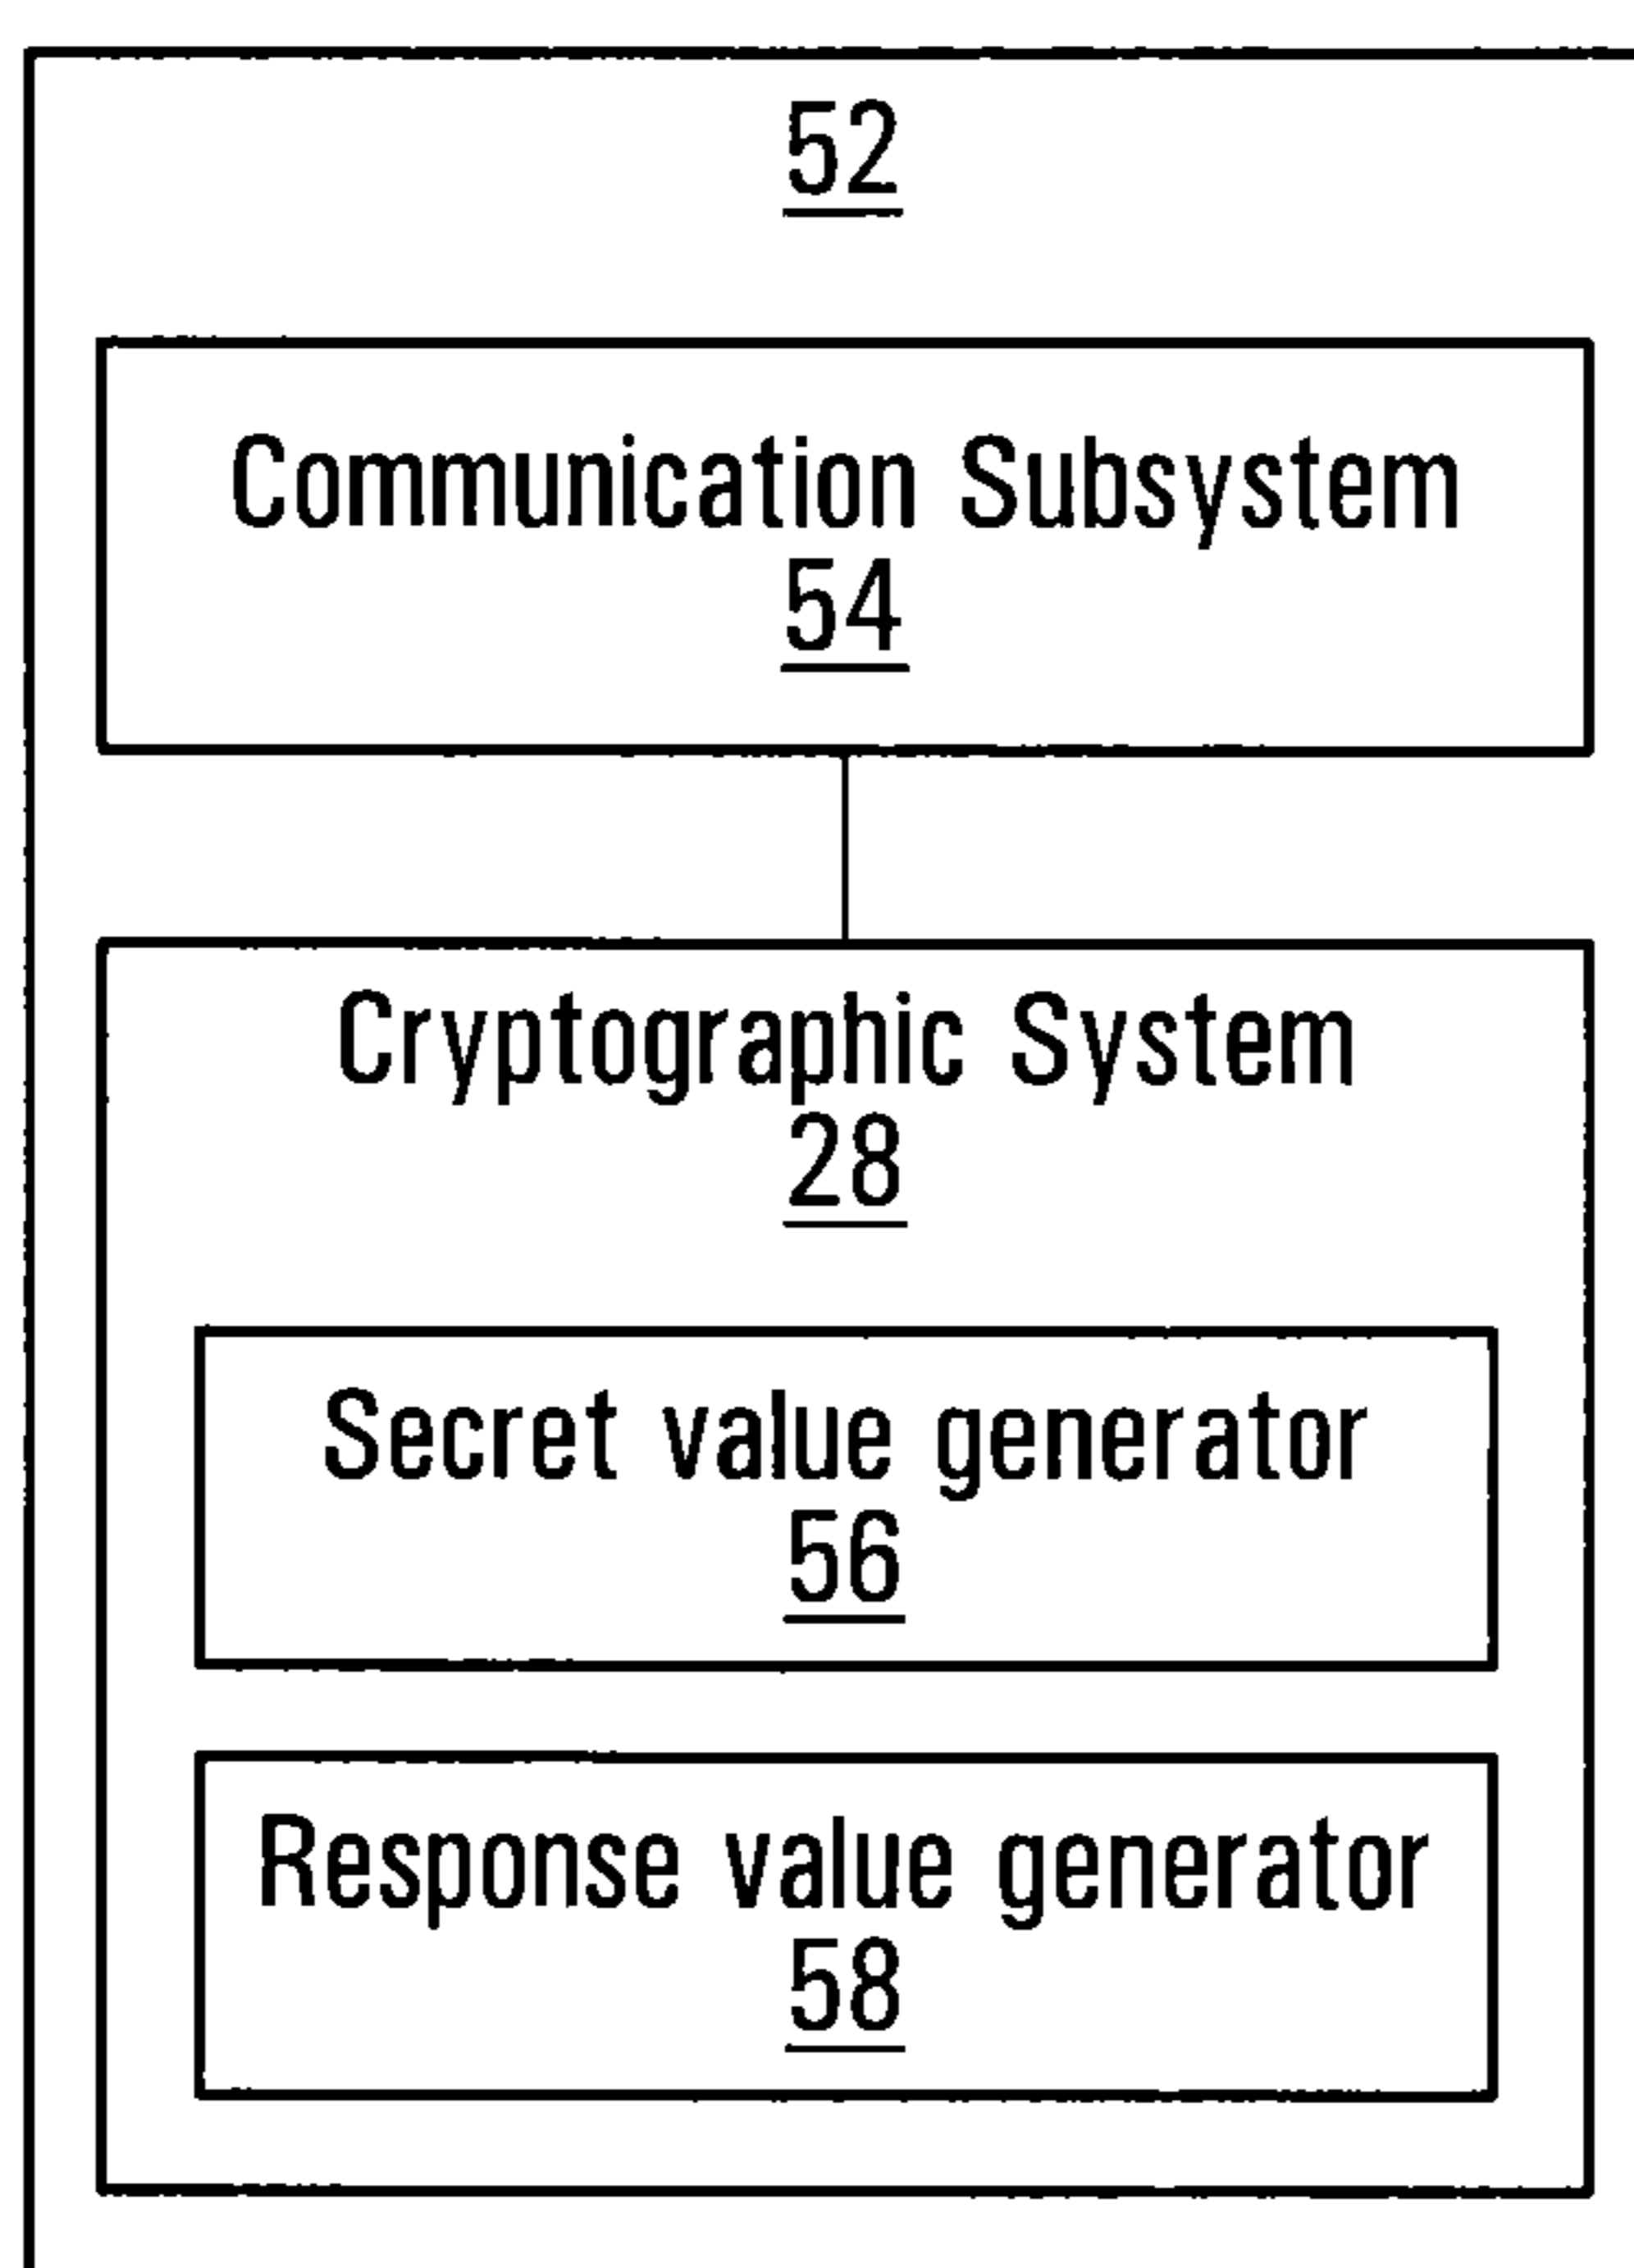 52
Communication Subsystem
54
Cryptographic System
28
Secret value generator
56
Response value generator
58